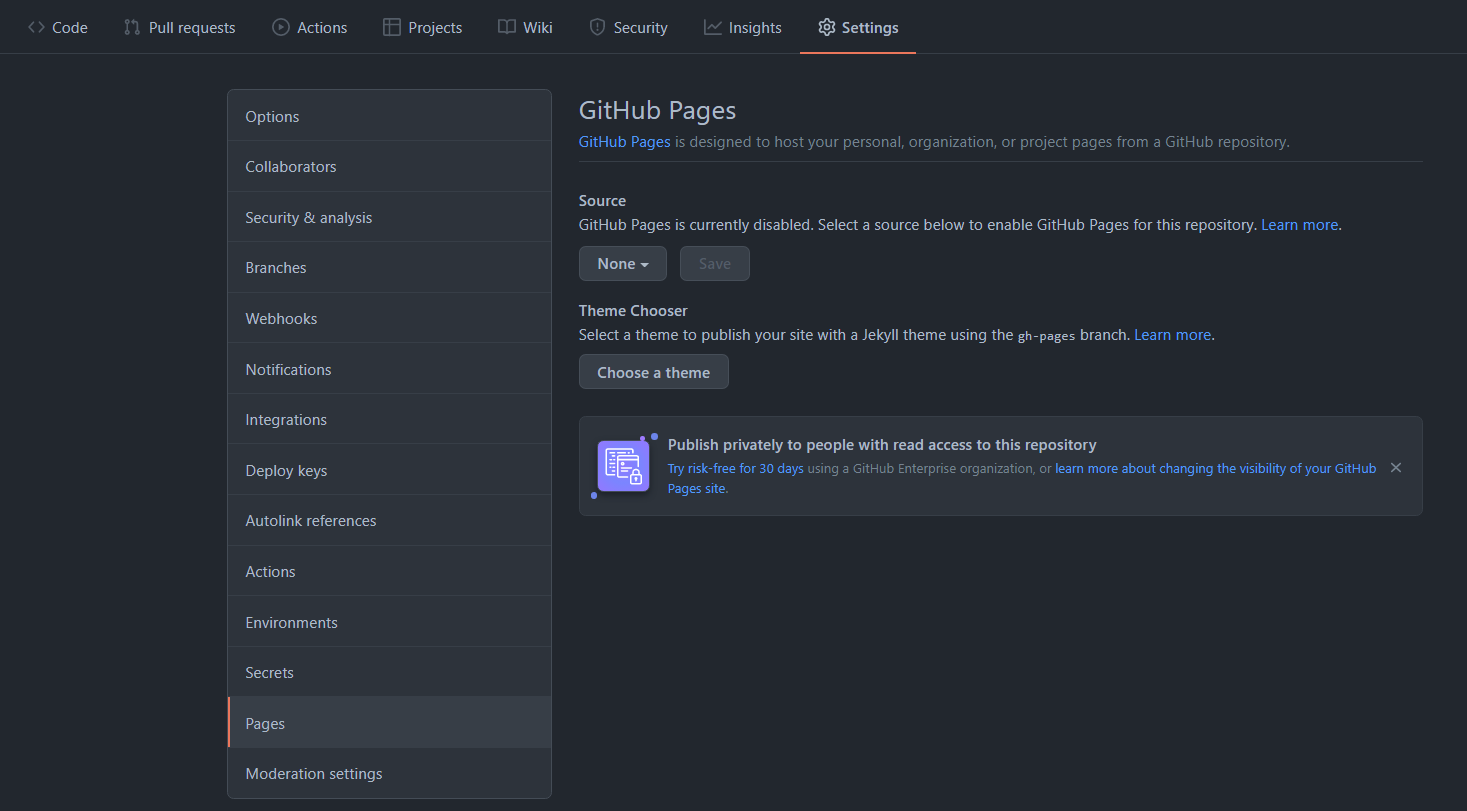 Code Pull requests Actions Projects Wiki Security Insights Settings
Options
Collaborators
Security & analysis
Branches
Webhooks
Notifications
Integrations
Deploy keys
Autolink references
Actions
Environments
Secrets
Pages
Moderation settings
GitHub Pages
GitHub Pages is designed to host your personal, organization, or project pages from a GitHub repository.
Source
GitHub Pages is currently disabled. Select a source below to enable GitHub Pages for this repository. Learn more.
None Save
Theme Chooser
Select a theme to publish your site with a Jekyll theme using the gh-pages branch. Learn more.
Choose a theme
Publish privately to people with read access to this repository
Try risk-free for 30 days using a GitHub Enterprise organization, or learn more about changing the visibility of your GitHub
Pages site.